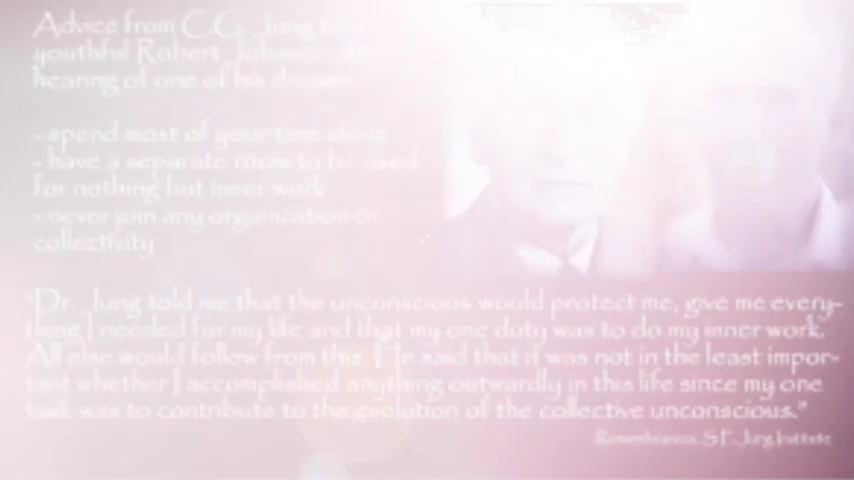 Advice from C.G. Jung to a
youthful Robert Johnson
hearing of one of his dreams
- spend most of your time alone
- have a separate room to be used
for nothing but inner work
- never join any organization or
collectivity
"Dr. Jung told me that the unconscious would protect me, give me every-
thing I needed for my life and that my one duty was to do my inner work.
All else would follow from this. He said that it was not in the least impor-
tant whether I accomplished anything outwardly in this life since my one
task was to contribute to the evolution of the collective unconscious."
S.F. Jung Institute